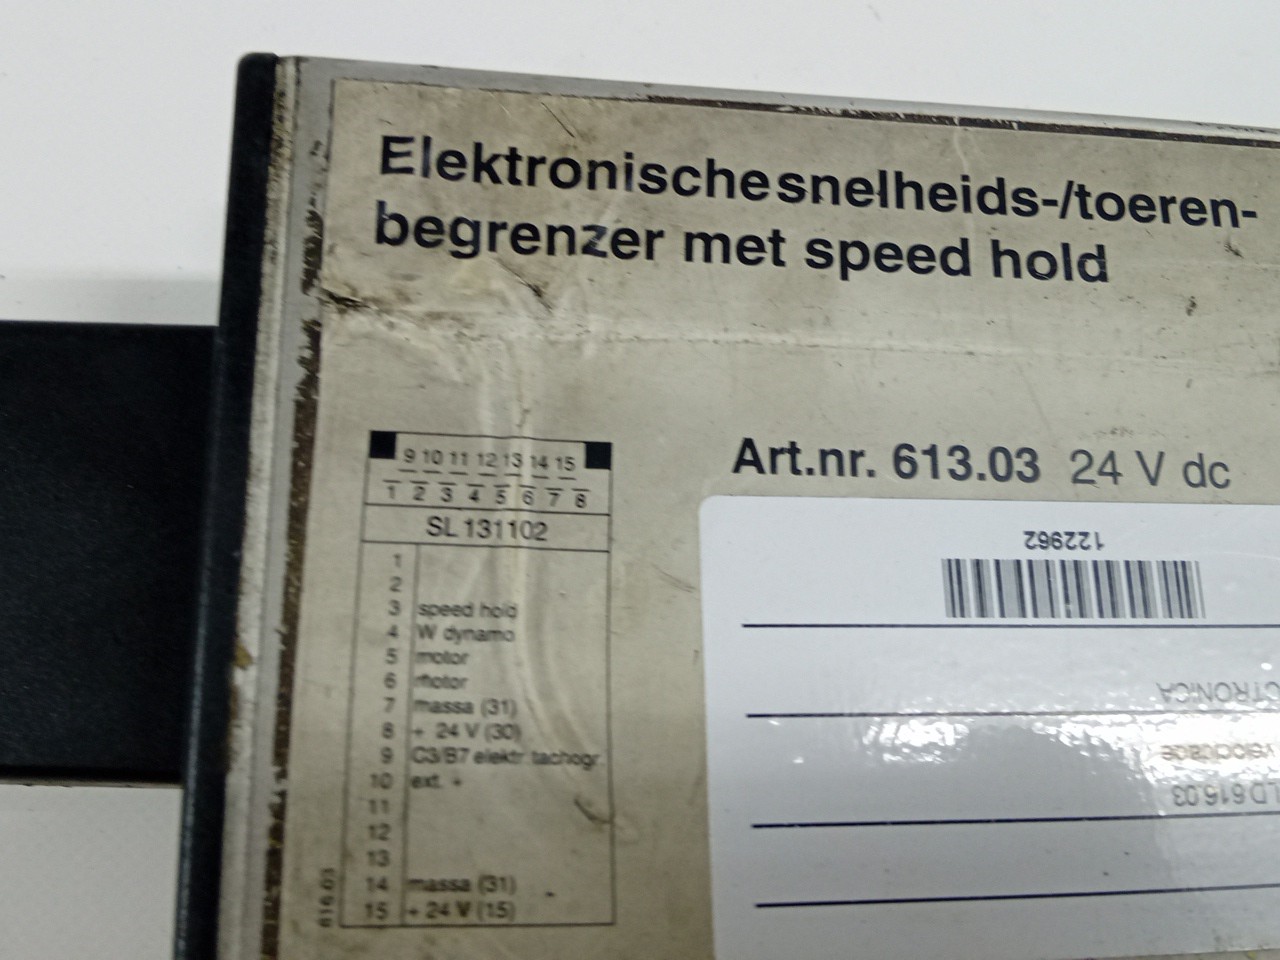 Elektronischesnelheids-/toeren-
begrenzer met speed hold
9 10 11 12 13 14 15
1 2 3 4 5 6 7 8
SL 131102
1
2
3 speed hold
4 W dynamo
5 motor
6 motor
7 massa (31)
8 + 24 V (30)
9 C3/B7 elektr. tachogr.
10 ext. +
11
12
13
14 massa (31)
15 + 24 V (15)
Art.nr. 613.03 24 V dc
122962
CTRONICA
LD 616.03